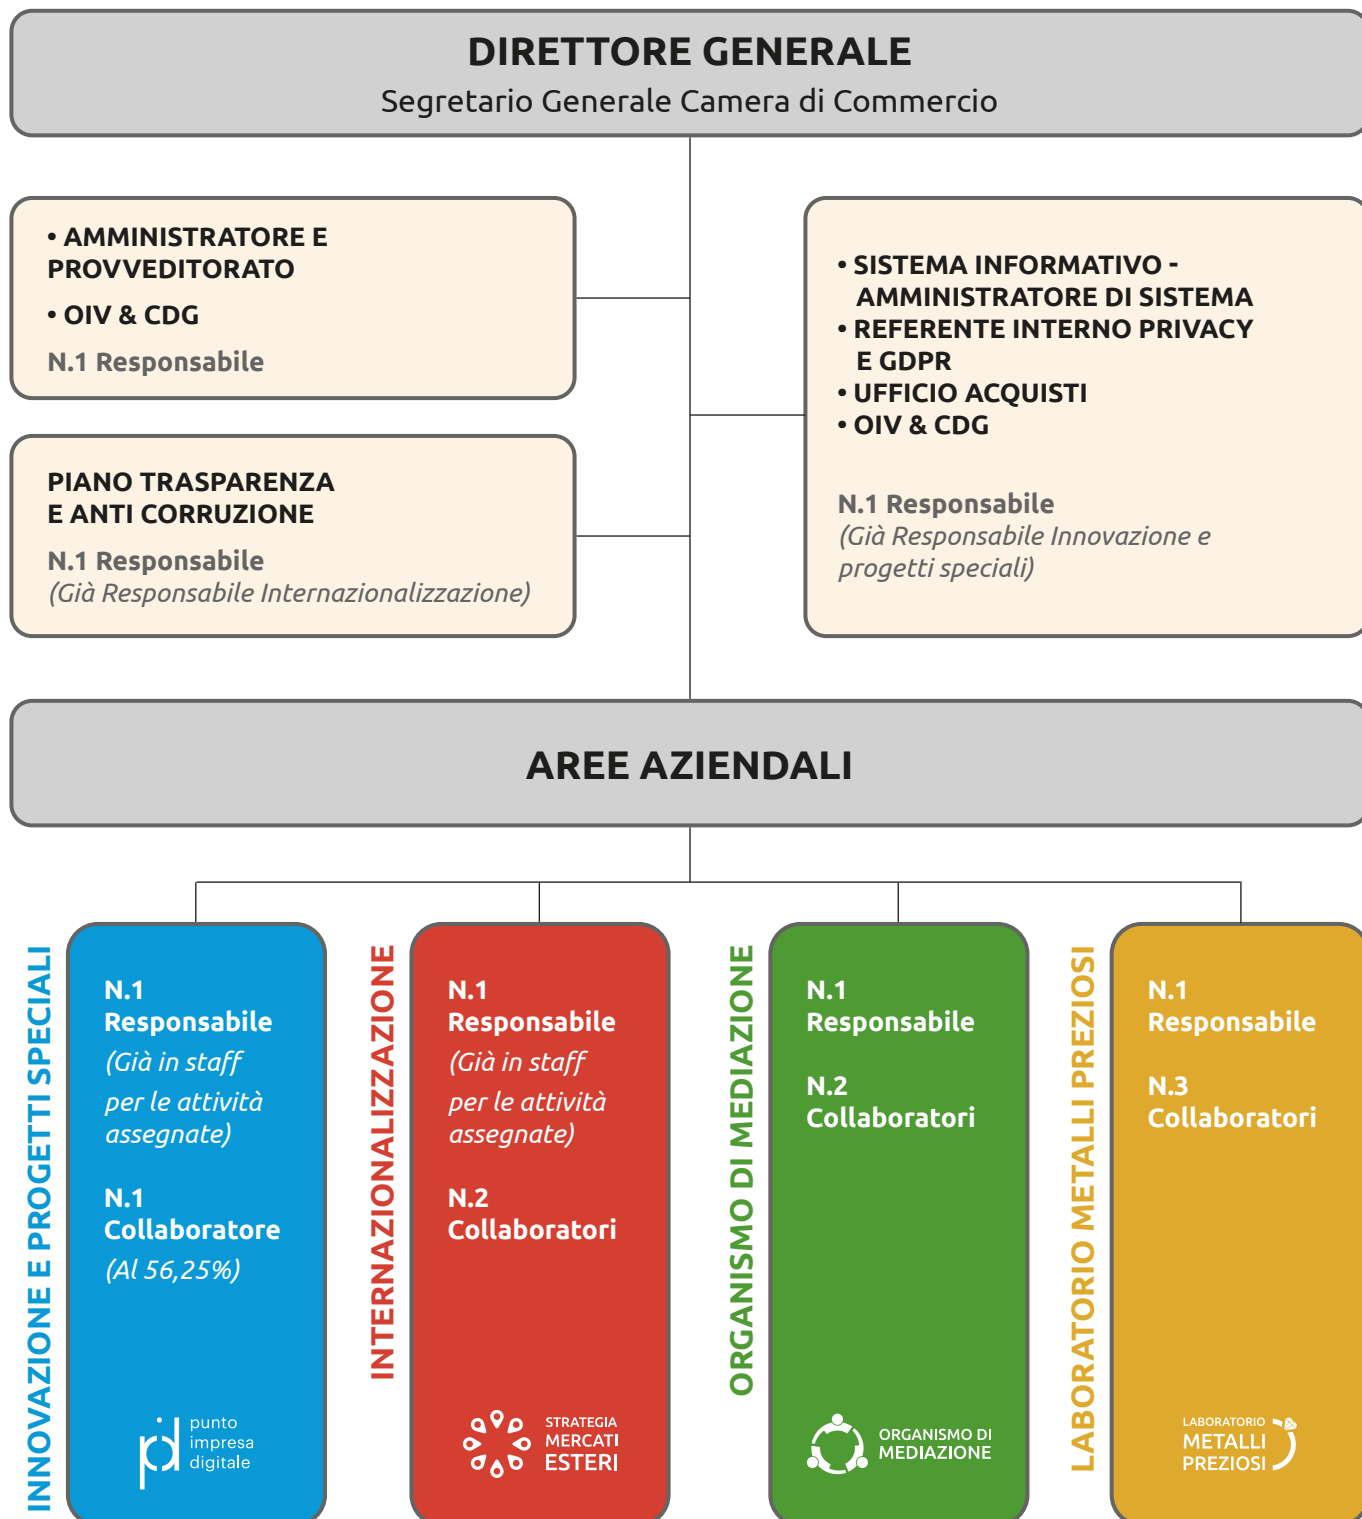 DIRETTORE GENERALE
Segretario Generale Camera di Commercio
• AMMINISTRATORE E
PROVVEDITORATO
• OIV & CDG
N.1 Responsabile
PIANO TRASPARENZA
E ANTI CORRUZIONE
N.1 Responsabile
(Già Responsabile Internazionalizzazione)
• SISTEMA INFORMATIVO -
AMMINISTRATORE DI SISTEMA
• REFERENTE INTERNO PRIVACY
E GDPR
• UFFICIO ACQUISTI
• OIV & CDG
N.1 Responsabile
(Già Responsabile Innovazione e
progetti speciali)
AREE AZIENDALI
INNOVAZIONE E PROGETTI SPECIALI
N.1
Responsabile
(Già in staff
per le attività
assegnate)
N.1
Collaboratore
(Al 56,25%)
pid
punto
impresa
digitale
INTERNAZIONALIZZAZIONE
N.1
Responsabile
(Già in staff
per le attività
assegnate)
N.2
Collaboratori
STRATEGIA
MERCATI
ESTERI
ORGANISMO DI MEDIAZIONE
N.1
Responsabile
N.2
Collaboratori
ORGANISMO DI
MEDIAZIONE
LABORATORIO METALLI PREZIOSI
N.1
Responsabile
N.3
Collaboratori
LABORATORIO
METALLI
PREZIOSI